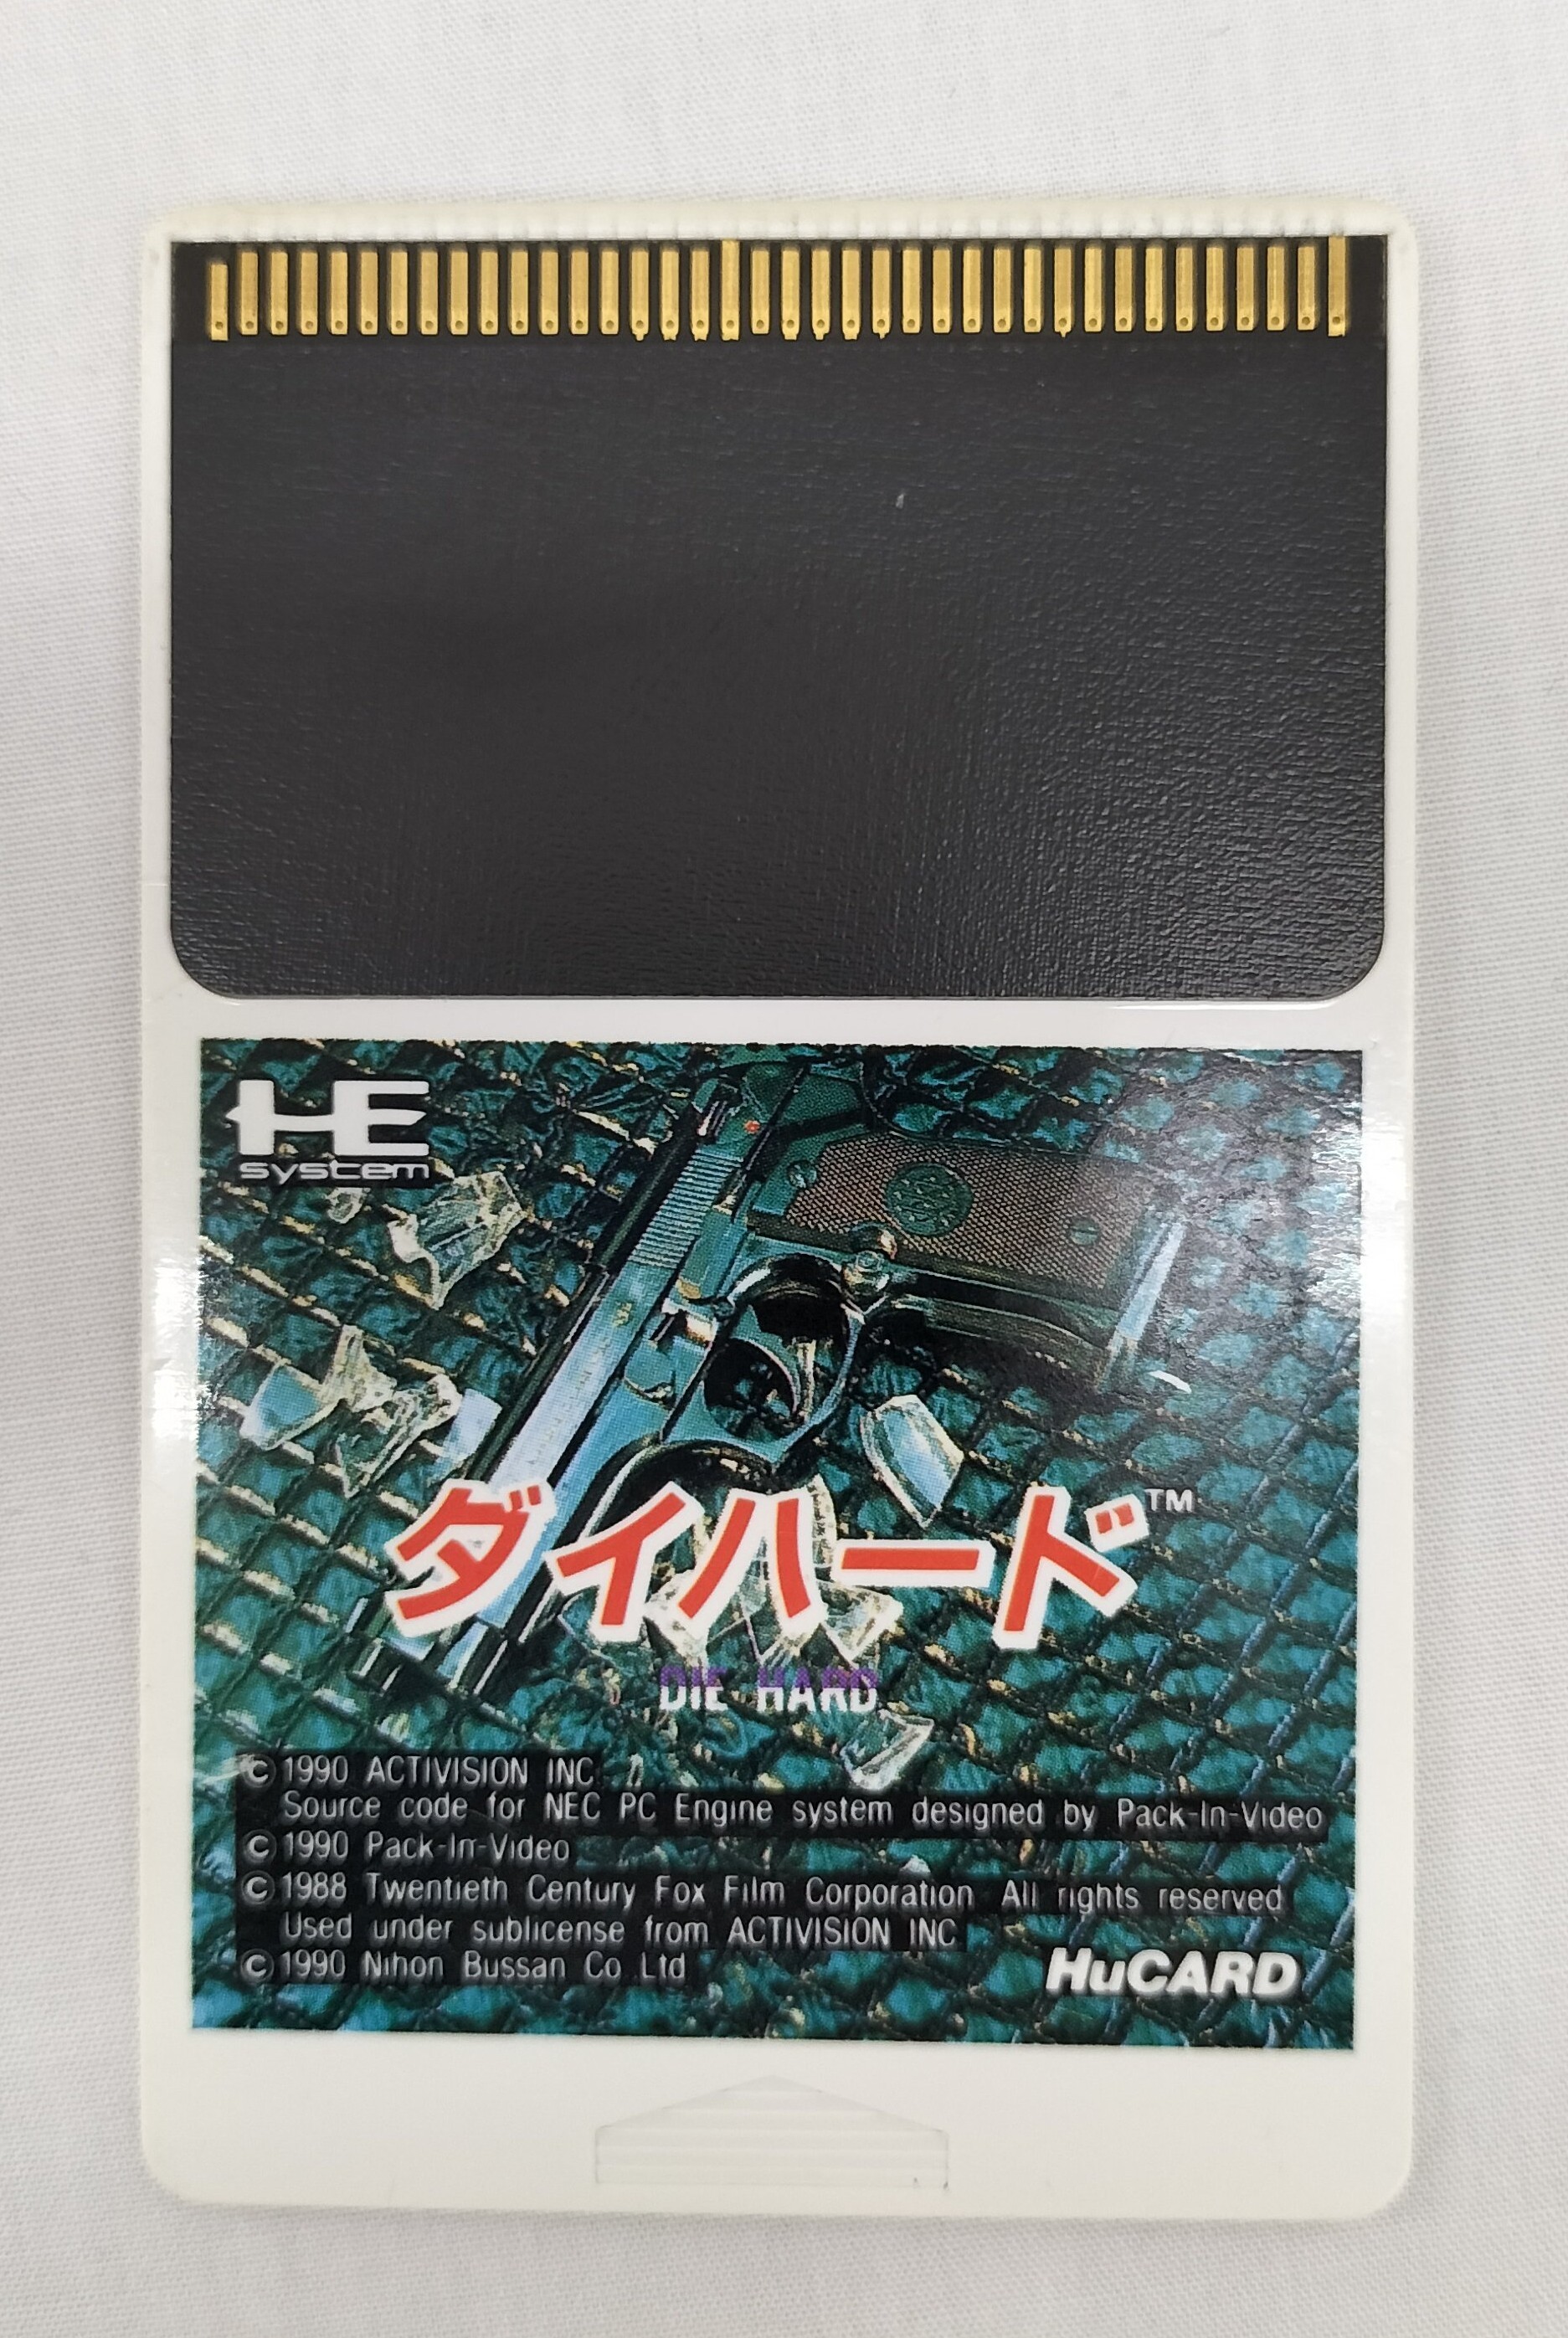 HE
system
ダイハード™
DIE HARD
© 1990 ACTIVISION INC.
Source code for NEC PC Engine system designed by Pack-In-Video
© 1990 Pack-In-Video
© 1988 Twentieth Century Fox Film Corporation All rights reserved
Used under sublicense from ACTIVISION INC
© 1990 Nihon Bussan Co Ltd
HuCARD